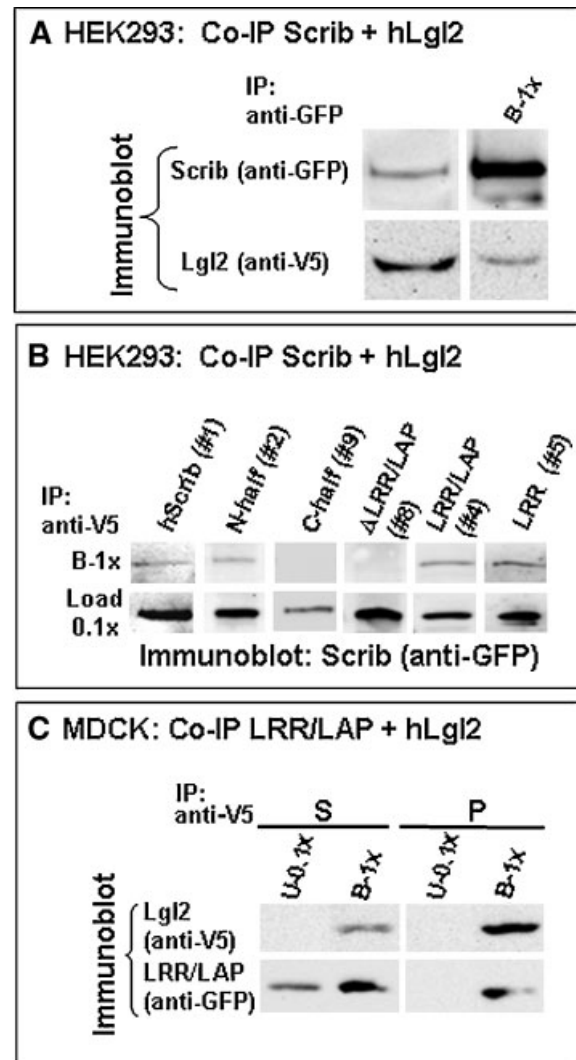 A HEK293: Co-IP Scrib + hLgl2
IP:
anti-GFP
B-1x
Immunoblot
Scrib (anti-GFP)
Lgl2 (anti-V5)
B HEK293: Co-IP Scrib + hLgl2
hScrib (#1)
N-half (#2)
C-half (#9)
ΔLRR/LAP
(#8)
LRR/LAP
(#4)
LRR (#5)
IP:
anti-V5
B-1x
Load
0.1x
Immunoblot: Scrib (anti-GFP)
C MDCK: Co-IP LRR/LAP + hLgl2
IP:
anti-V5
S P
U-0.1x B-1x U-0.1x B-1x
Immunoblot
Lgl2
(anti-V5)
LRR/LAP
(anti-GFP)